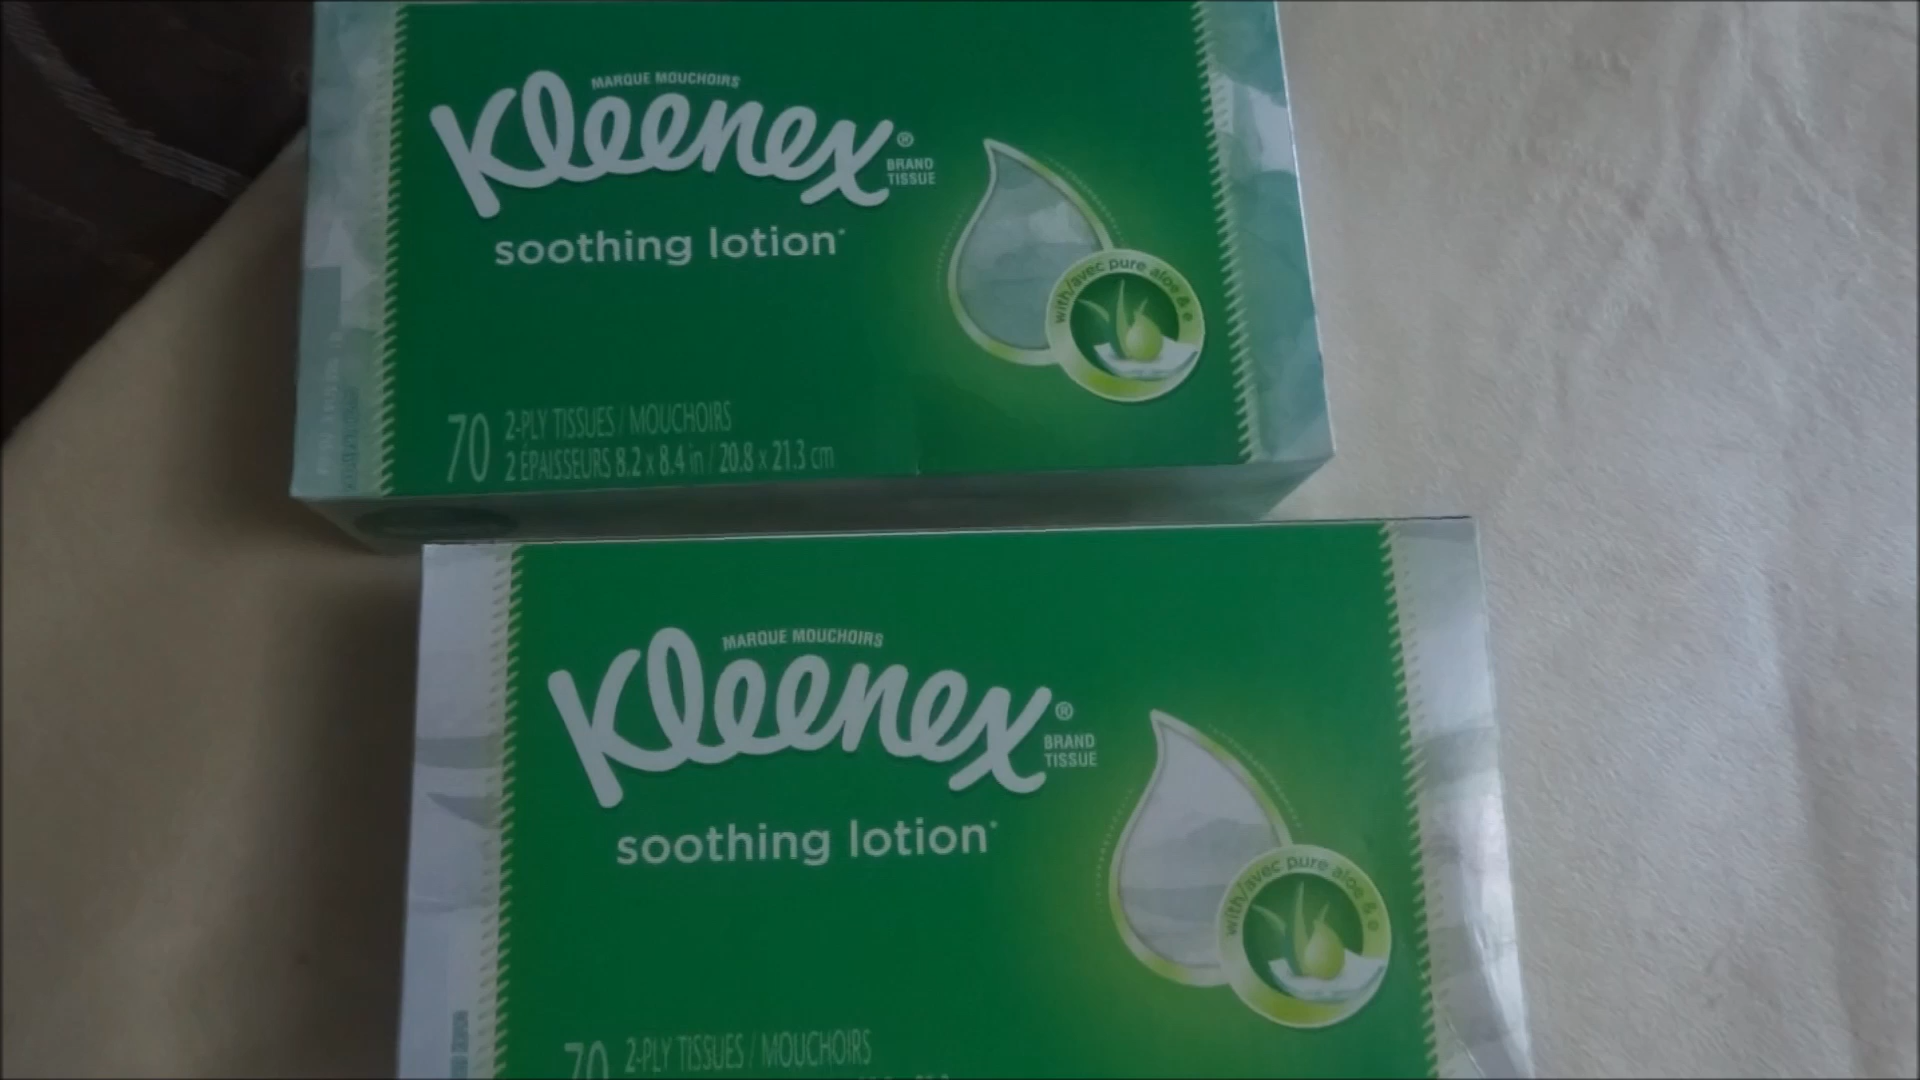 MARQUE MOUCHOIRS
Kleenex®
BRAND
TISSUE
soothing lotion*
with/avec pure aloe & e
70 2-PLY TISSUES / MOUCHOIRS
2 ÉPAISSEURS 8.2 x 8.4 in / 20.8 x 21.3 cm
MARQUE MOUCHOIRS
Kleenex®
BRAND
TISSUE
soothing lotion*
with/avec pure aloe & e
70 2-PLY TISSUES / MOUCHOIRS